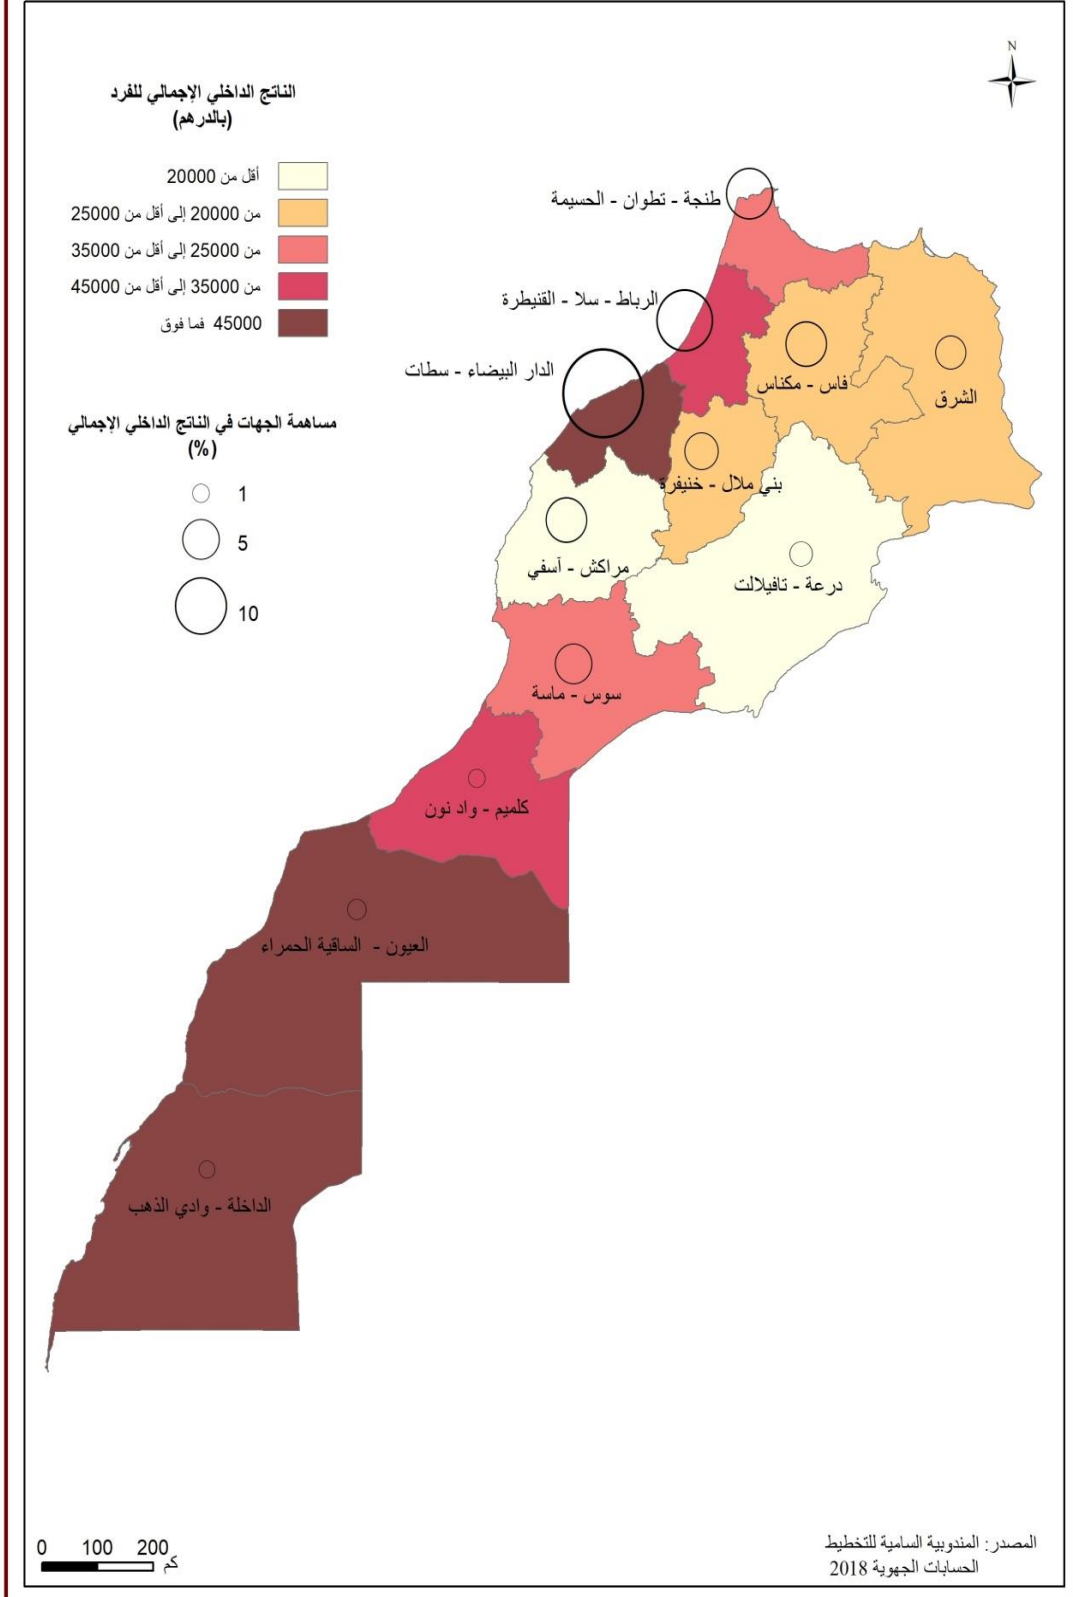 N
الناتج الداخلي الإجمالي للفرد
(بالدرهم)
أقل من 20000
من 20000 إلى أقل من 25000
من 25000 إلى أقل من 35000
من 35000 إلى أقل من 45000
45000 فما فوق
مساهمة الجهات في الناتج الداخلي الإجمالي
(%)
1
5
10
طنجة - تطوان - الحسيمة
الرباط - سلا - القنيطرة
الدار البيضاء - سطات
فاس - مكناس
الشرق
بني ملال - خنيفرة
مراكش - آسفي
درعة - تافيلالت
سوس - ماسة
كلميم - واد نون
العيون - الساقية الحمراء
الداخلة - وادي الذهب
0 100 200
كم
المصدر: المندوبية السامية للتخطيط
الحسابات الجهوية 2018